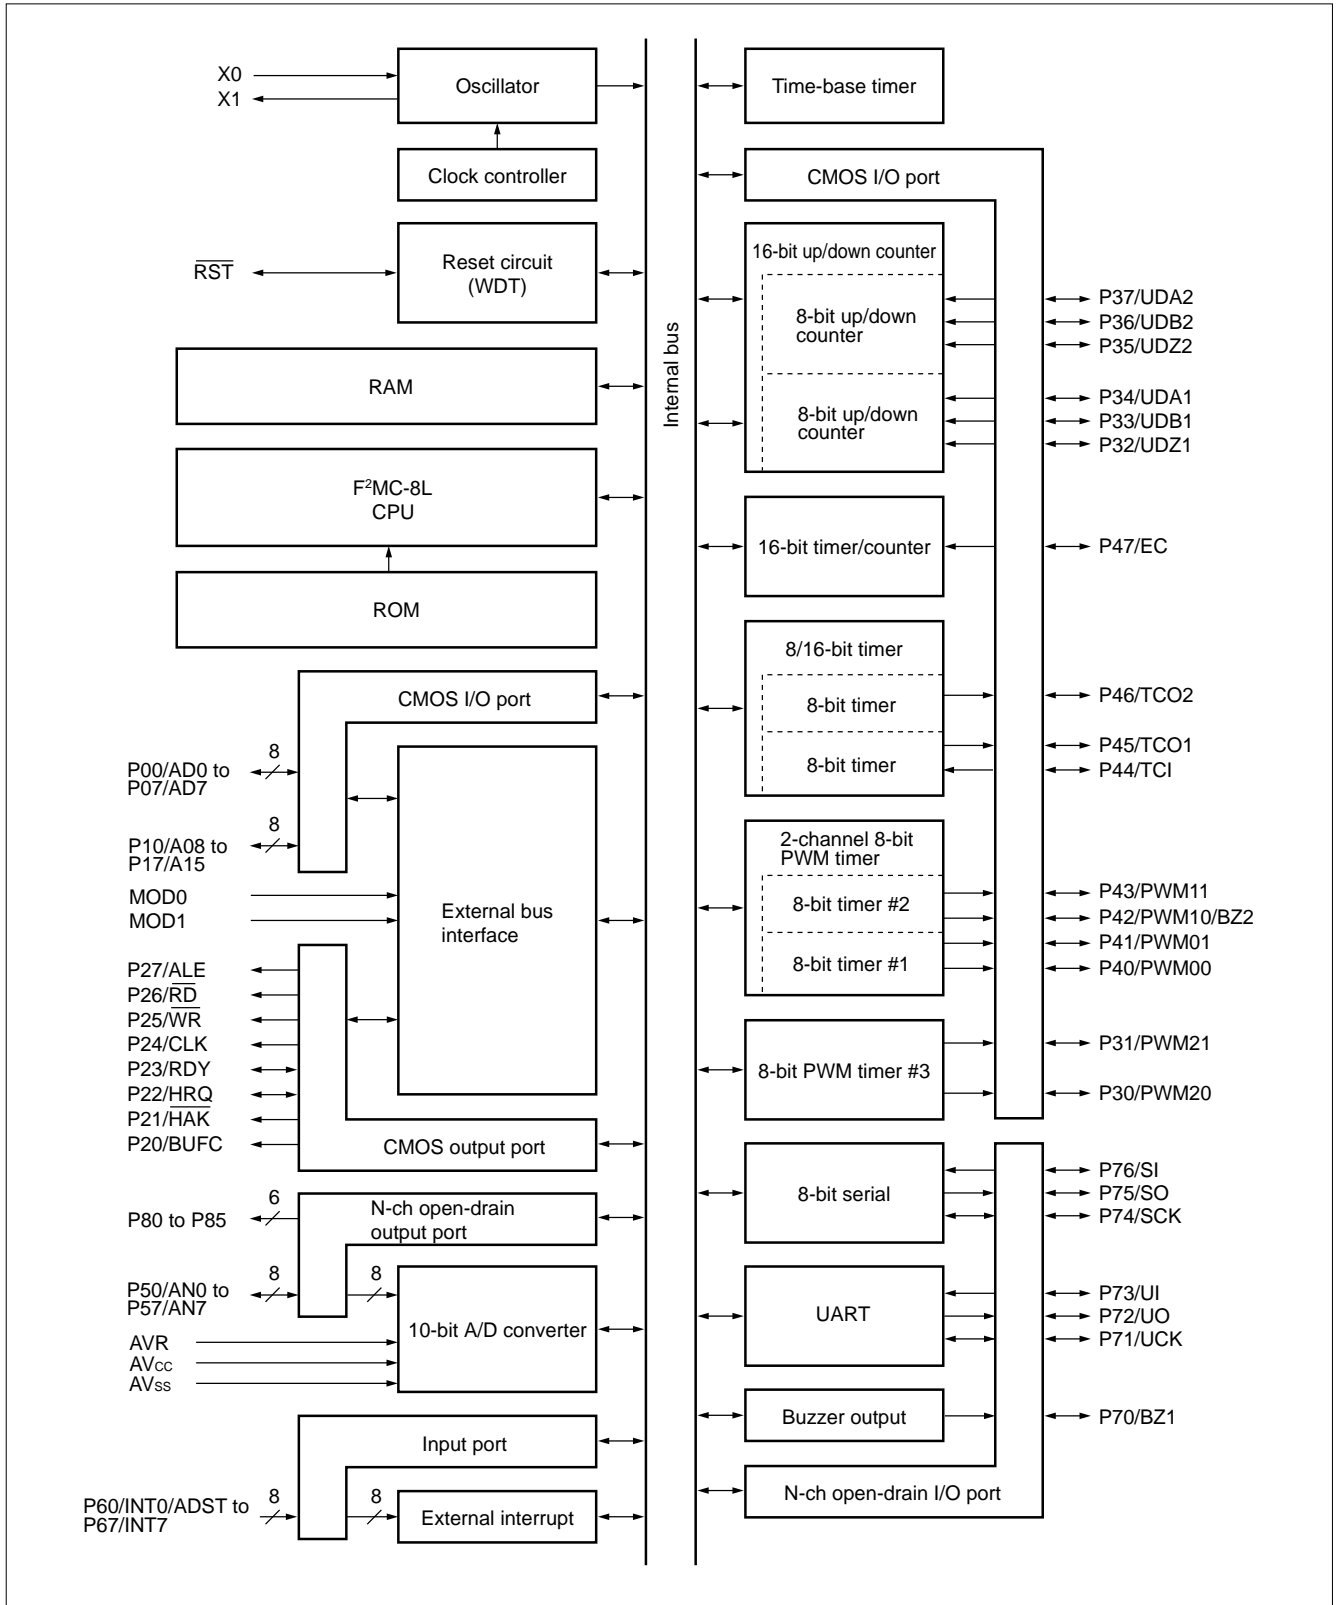 X0
X1
Oscillator
Clock controller
RST
Reset circuit
(WDT)
RAM
F²MC-8L
CPU
ROM
CMOS I/O port
8
P00/AD0 to
P07/AD7
8
P10/A08 to
P17/A15
MOD0
MOD1
External bus
interface
P27/ALE
P26/RD
P25/WR
P24/CLK
P23/RDY
P22/HRQ
P21/HAK
P20/BUFC
CMOS output port
6
P80 to P85
N-ch open-drain
output port
8
8
P50/AN0 to
P57/AN7
10-bit A/D converter
AVR
AVCC
AVSS
Input port
8
8
P60/INT0/ADST to
P67/INT7
External interrupt
Internal bus
Time-base timer
CMOS I/O port
16-bit up/down counter
8-bit up/down
counter
8-bit up/down
counter
P37/UDA2
P36/UDB2
P35/UDZ2
P34/UDA1
P33/UDB1
P32/UDZ1
16-bit timer/counter
P47/EC
8/16-bit timer
8-bit timer
8-bit timer
P46/TCO2
P45/TCO1
P44/TCI
2-channel 8-bit
PWM timer
8-bit timer #2
8-bit timer #1
P43/PWM11
P42/PWM10/BZ2
P41/PWM01
P40/PWM00
8-bit PWM timer #3
P31/PWM21
P30/PWM20
8-bit serial
P76/SI
P75/SO
P74/SCK
UART
P73/UI
P72/UO
P71/UCK
Buzzer output
P70/BZ1
N-ch open-drain I/O port